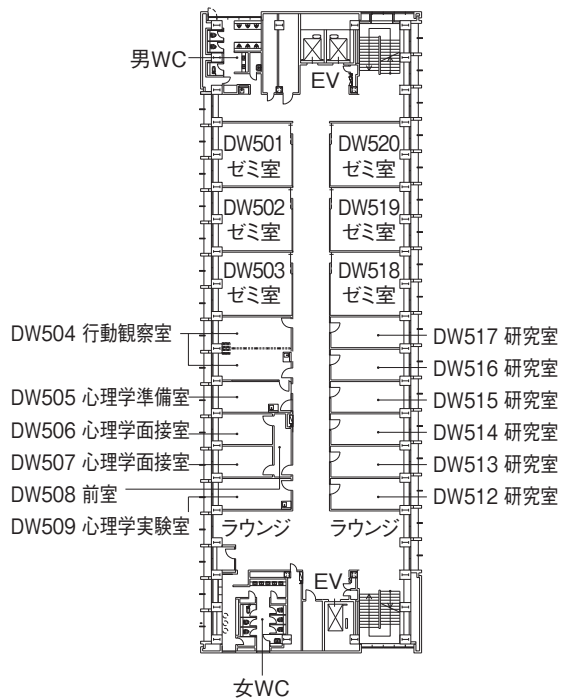 男WC
EV
DW501
ゼミ室
DW520
ゼミ室
DW502
ゼミ室
DW519
ゼミ室
DW503
ゼミ室
DW518
ゼミ室
DW504 行動観察室
DW517 研究室
DW516 研究室
DW505 心理学準備室
DW515 研究室
DW506 心理学面接室
DW514 研究室
DW507 心理学面接室
DW513 研究室
DW508 前室
DW512 研究室
DW509 心理学実験室
ラウンジ
ラウンジ
EV
女WC